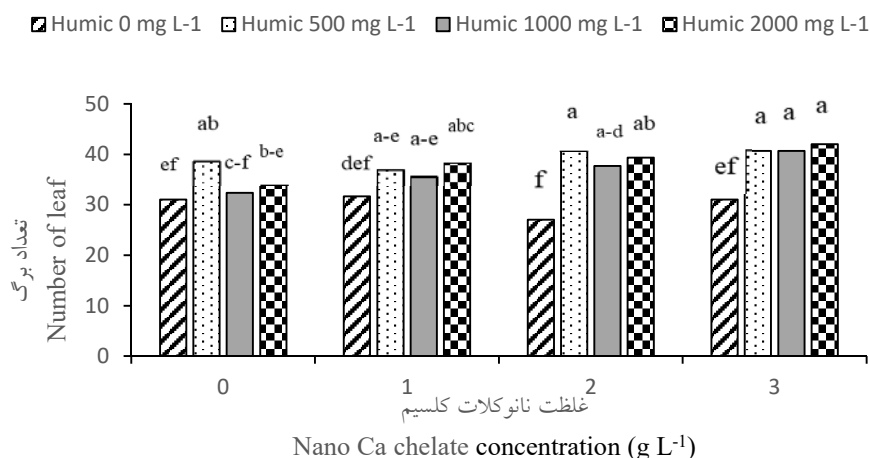 Humic 0 mg L-1 Humic 500 mg L-1 Humic 1000 mg L-1 Humic 2000 mg L-1
50
40
30
20
10
0
تعداد برگ
Number of leaf
ef ab c-f b-e
def a-e a-e abc
f a a-d ab
ef a a a
0 1 2 3
غلظت نانوکلات کلسیم
Nano Ca chelate concentration (g L-1)